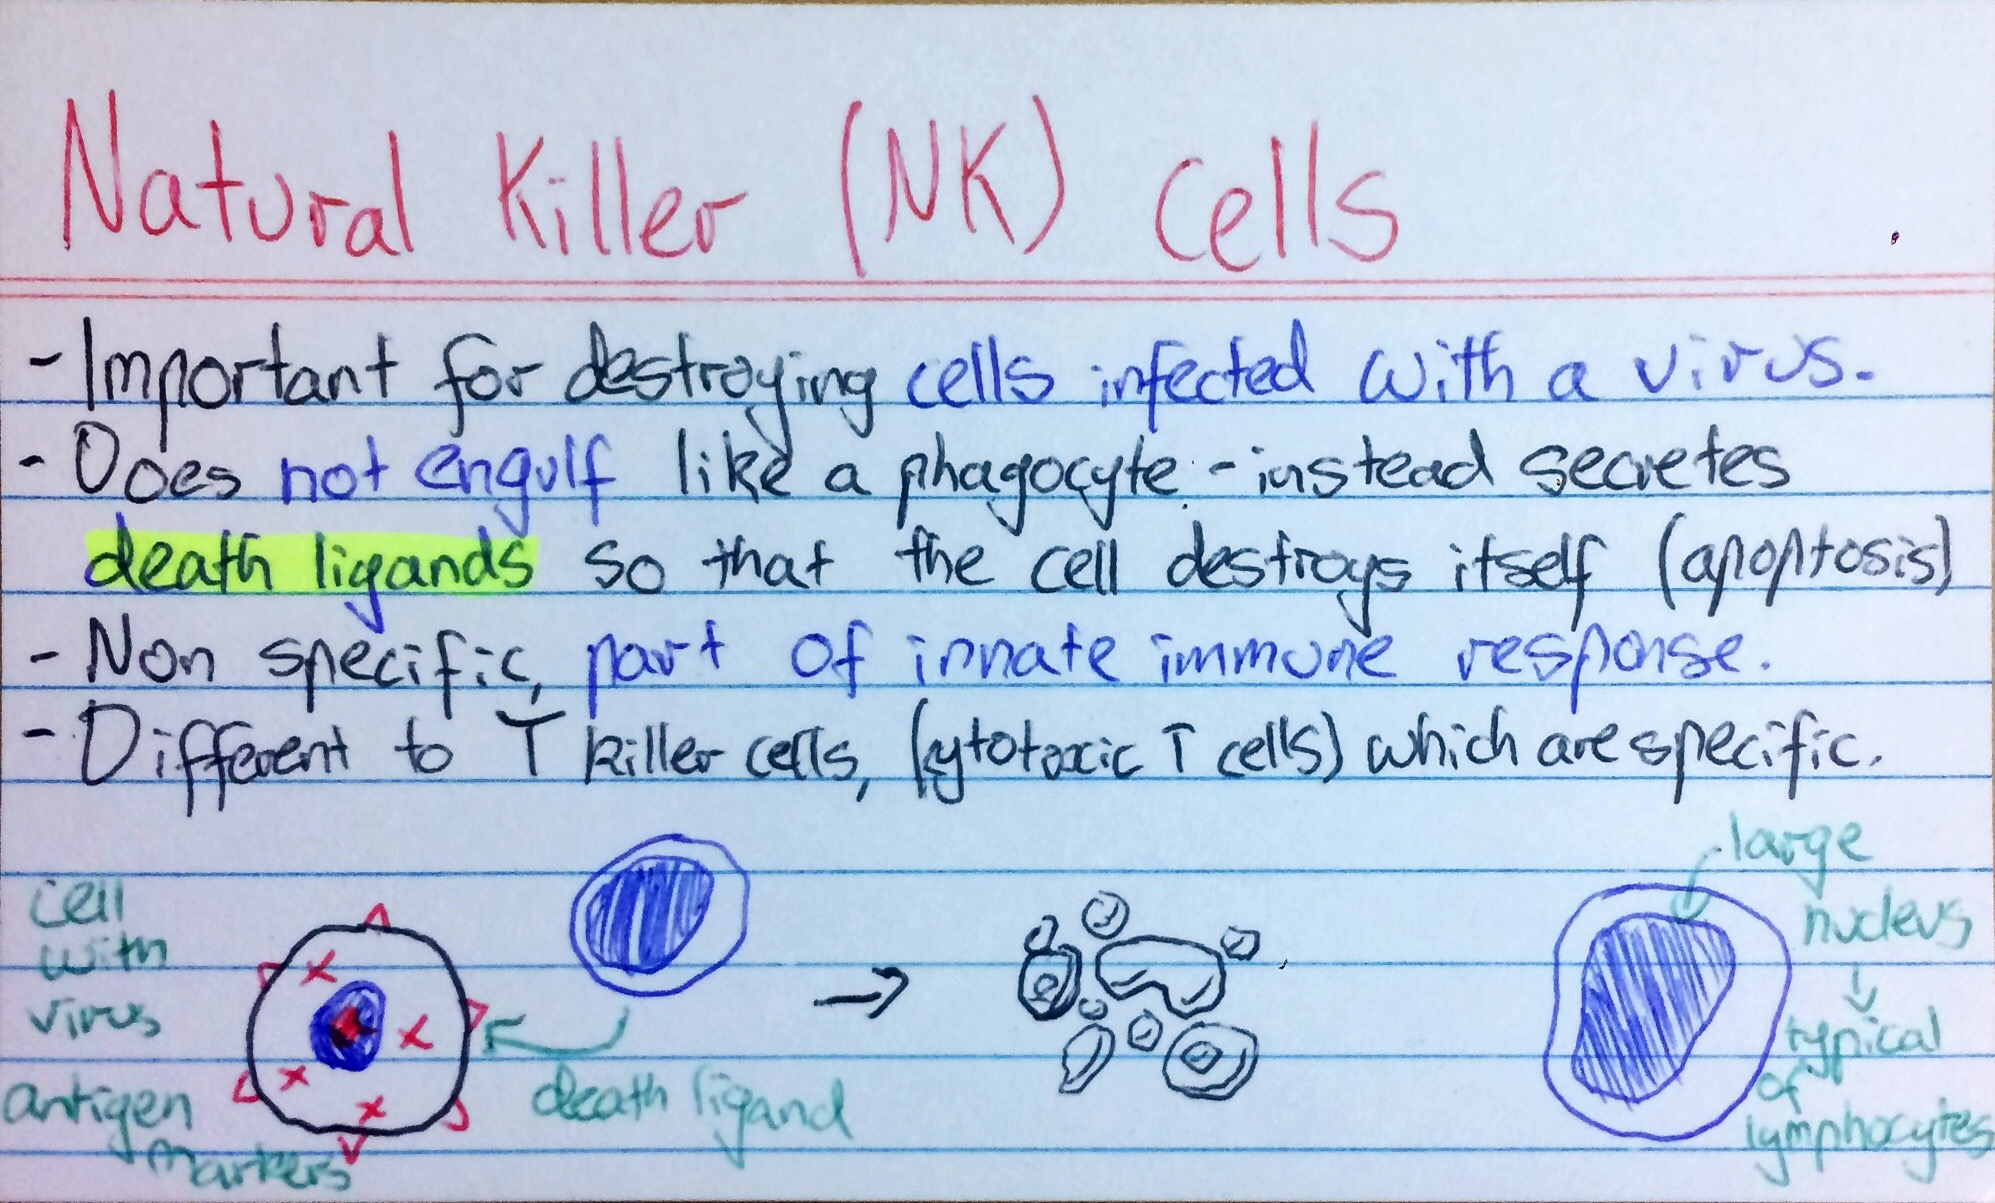 Natural Killer (NK) cells
- Important for destroying cells infected with a virus.
- Does not engulf like a phagocyte - instead secretes
death ligands so that the cell destroys itself (apoptosis)
- Non specific, part of innate immune response.
- Different to T killer cells, (cytotoxic T cells) which are specific.
cell
with
virus
antigen
markers
death ligand
large
nucleus
↓
typical
of
lymphocytes